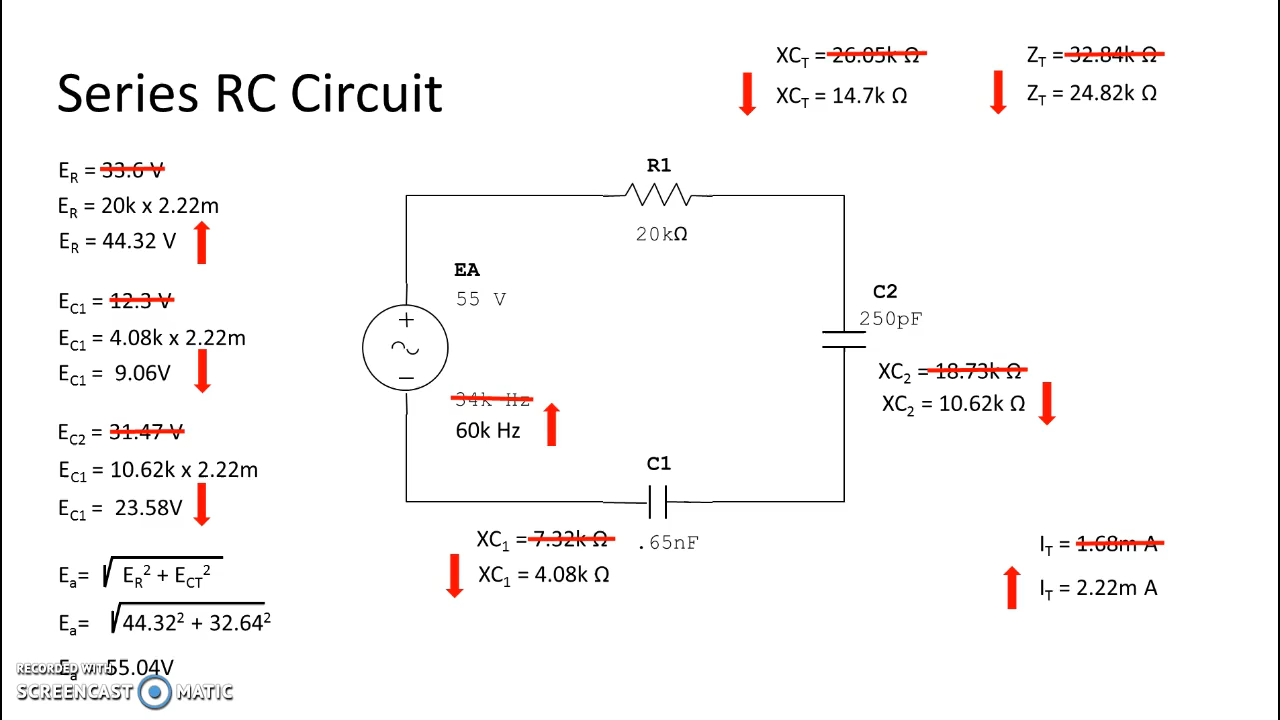 Series RC Circuit
XC_T = 26.05k Ω
XC_T = 14.7k Ω
Z_T = 32.84k Ω
Z_T = 24.82k Ω
E_R = 33.6 V
E_R = 20k x 2.22m
E_R = 44.32 V
E_C1 = 12.3 V
E_C1 = 4.08k x 2.22m
E_C1 = 9.06V
E_C2 = 31.47 V
E_C1 = 10.62k x 2.22m
E_C1 = 23.58V
E_a= √E_R² + E_CT²
E_a= √44.32² + 32.64²
E_a = 55.04V
R1
20kΩ
EA
55 V
+
−
34k Hz
60k Hz
C2
250pF
XC₂ = 18.73k Ω
XC₂ = 10.62k Ω
C1
.65nF
XC₁ = 7.32k Ω
XC₁ = 4.08k Ω
I_T = 1.68m A
I_T = 2.22m A
RECORDED WITH
SCREENCAST MATIC